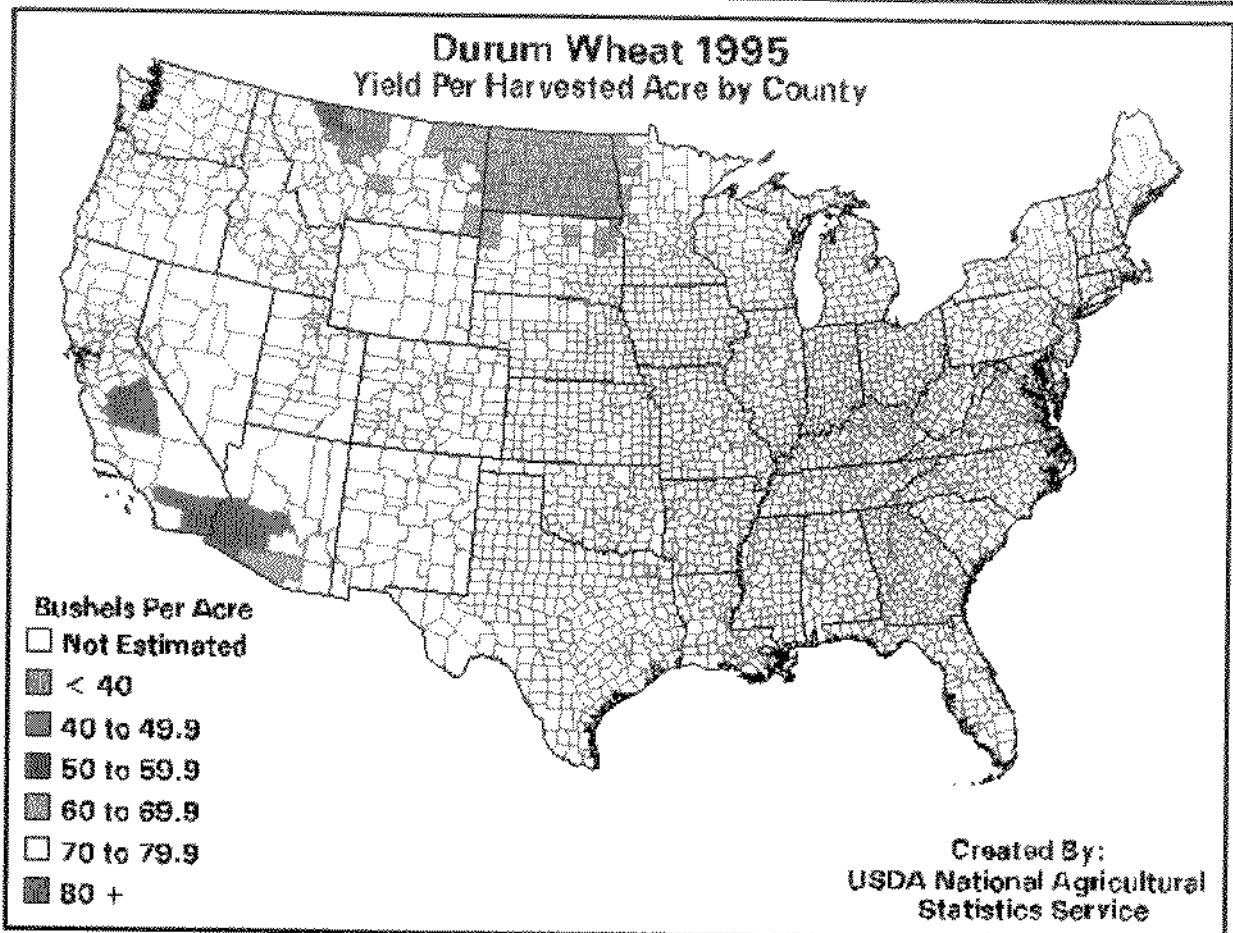 Durum Wheat 1995
Yield Per Harvested Acre by County
Bushels Per Acre
Not Estimated
< 40
40 to 49.9
50 to 59.9
60 to 69.9
70 to 79.9
80 +
Created By:
USDA National Agricultural
Statistics Service